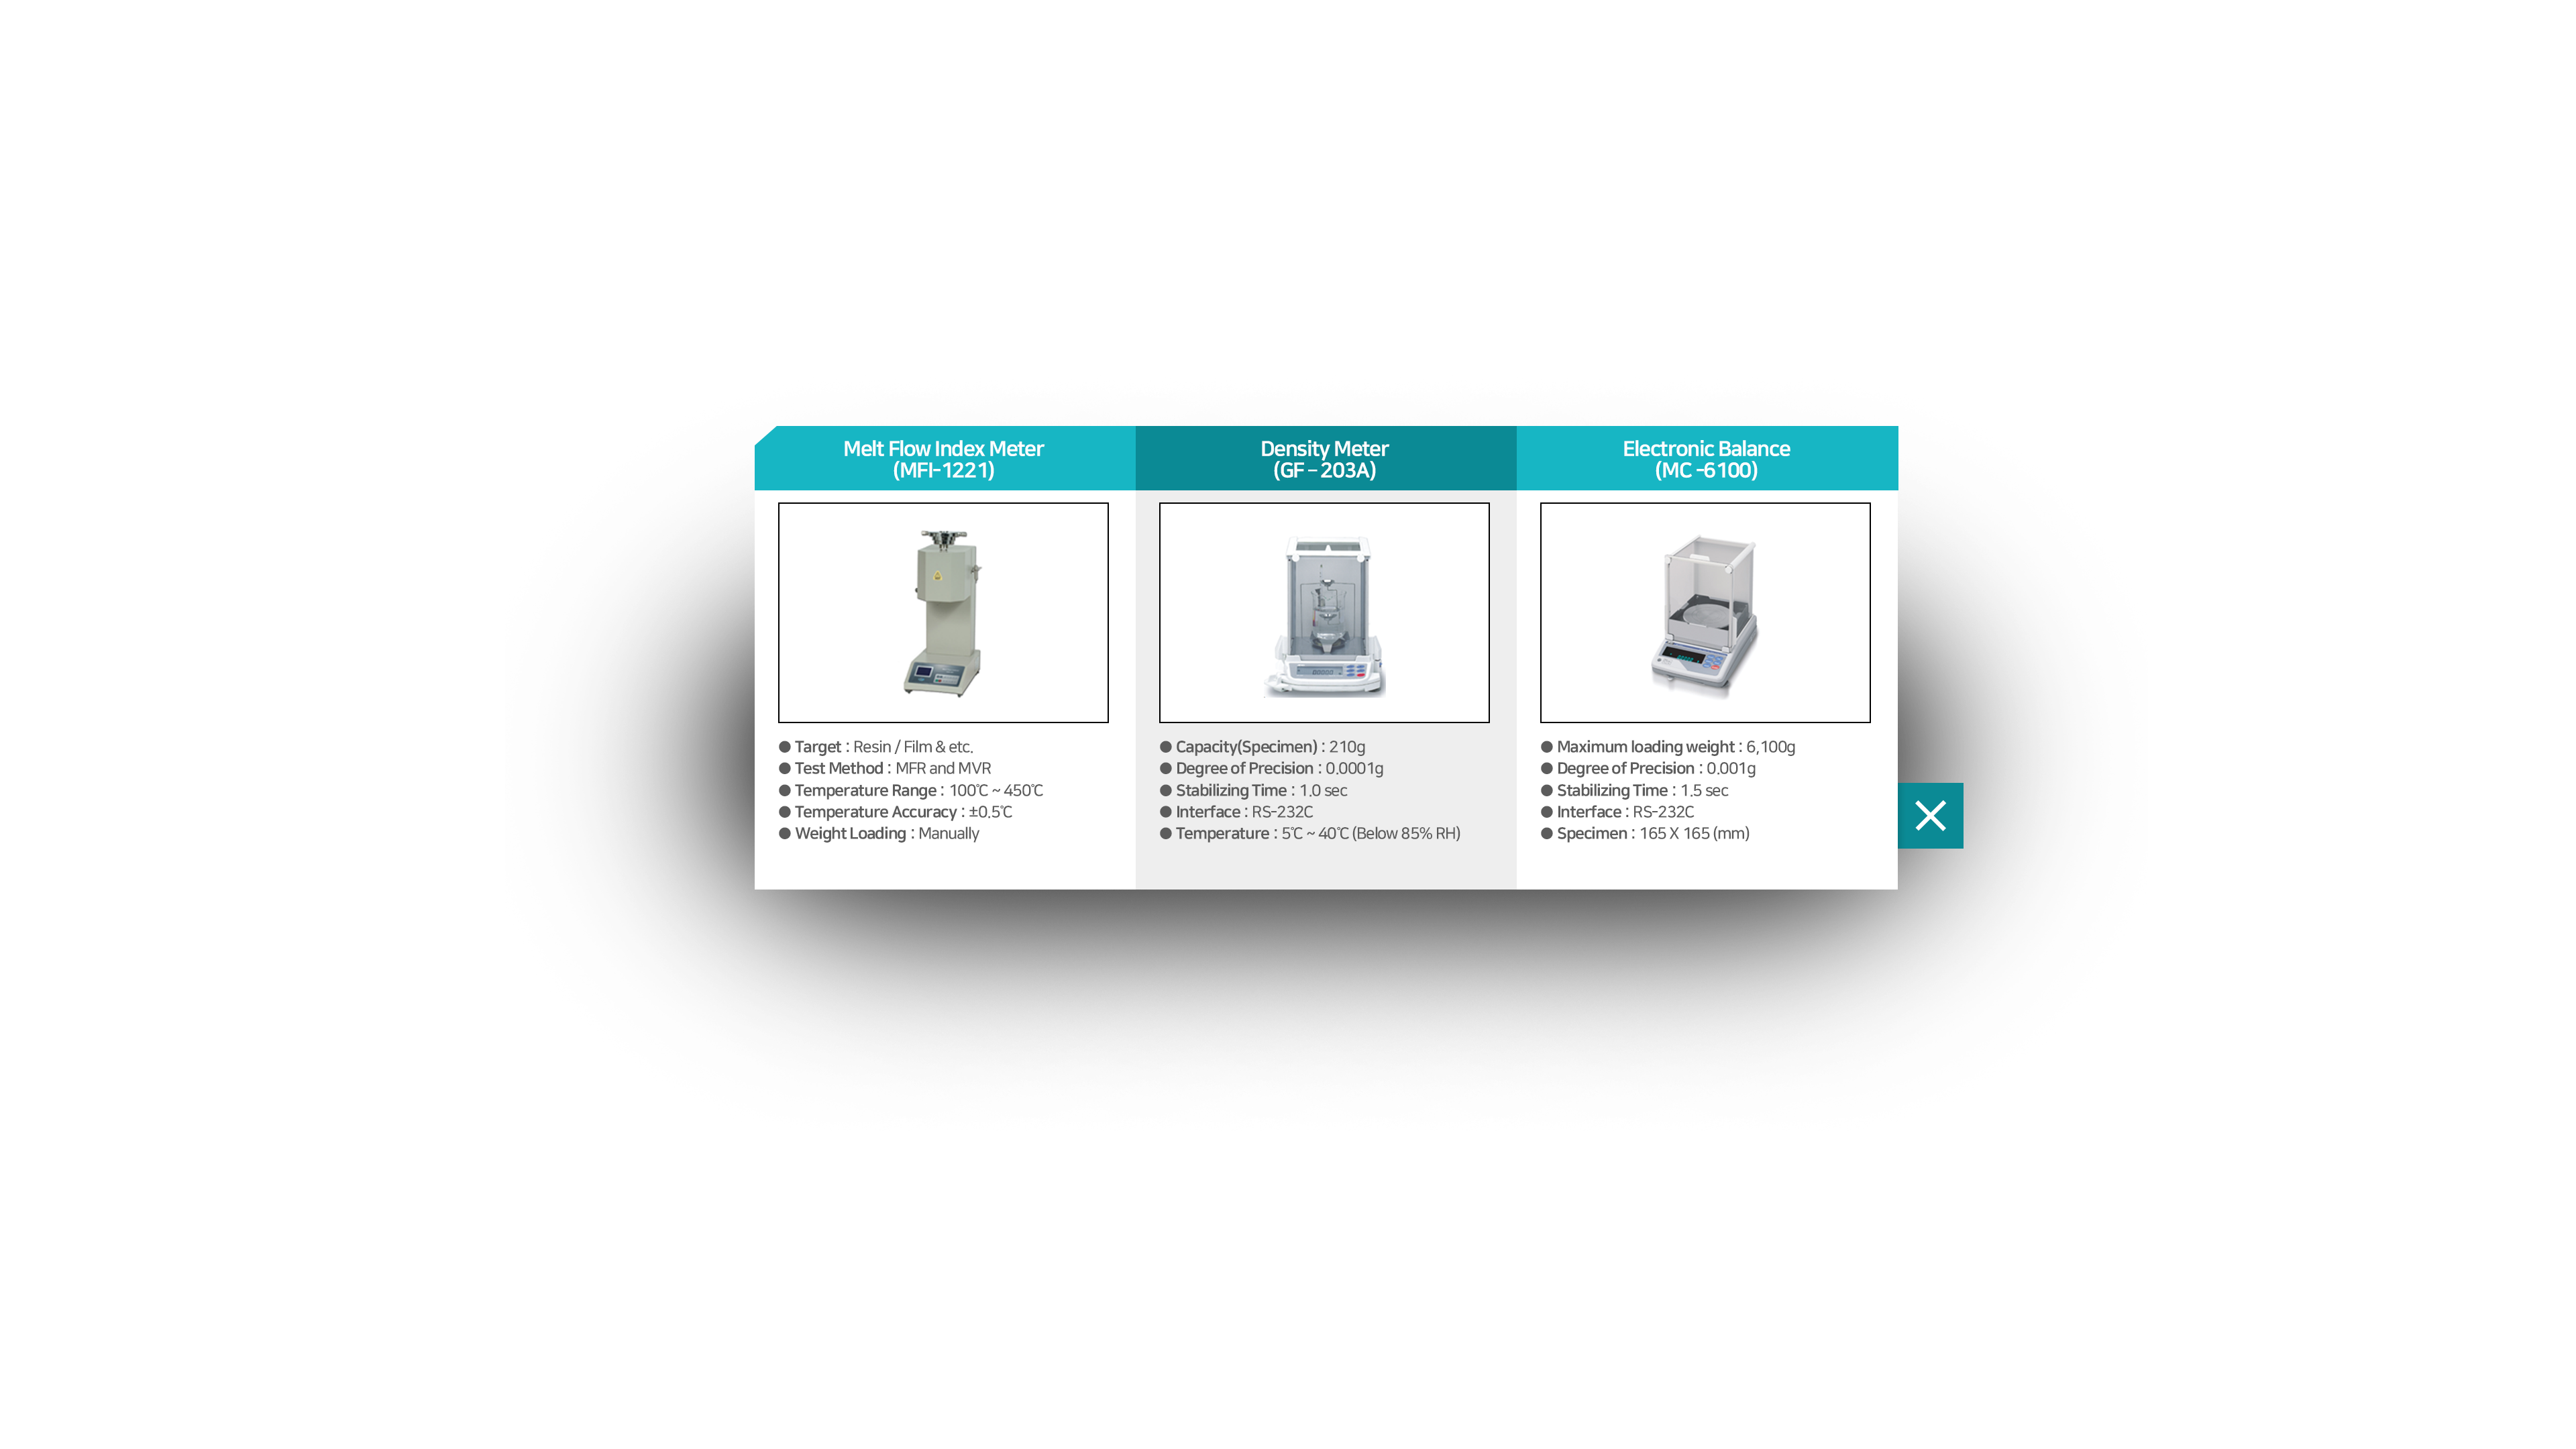 Melt Flow Index Meter
(MFI-1221)
● Target : Resin / Film & etc.
● Test Method : MFR and MVR
● Temperature Range : 100℃ ~ 450℃
● Temperature Accuracy : ±0.5℃
● Weight Loading : Manually
Density Meter
(GF – 203A)
● Capacity(Specimen) : 210g
● Degree of Precision : 0.0001g
● Stabilizing Time : 1.0 sec
● Interface : RS-232C
● Temperature : 5℃ ~ 40℃ (Below 85% RH)
Electronic Balance
(MC -6100)
● Maximum loading weight : 6,100g
● Degree of Precision : 0.001g
● Stabilizing Time : 1.5 sec
● Interface : RS-232C
● Specimen : 165 X 165 (mm)